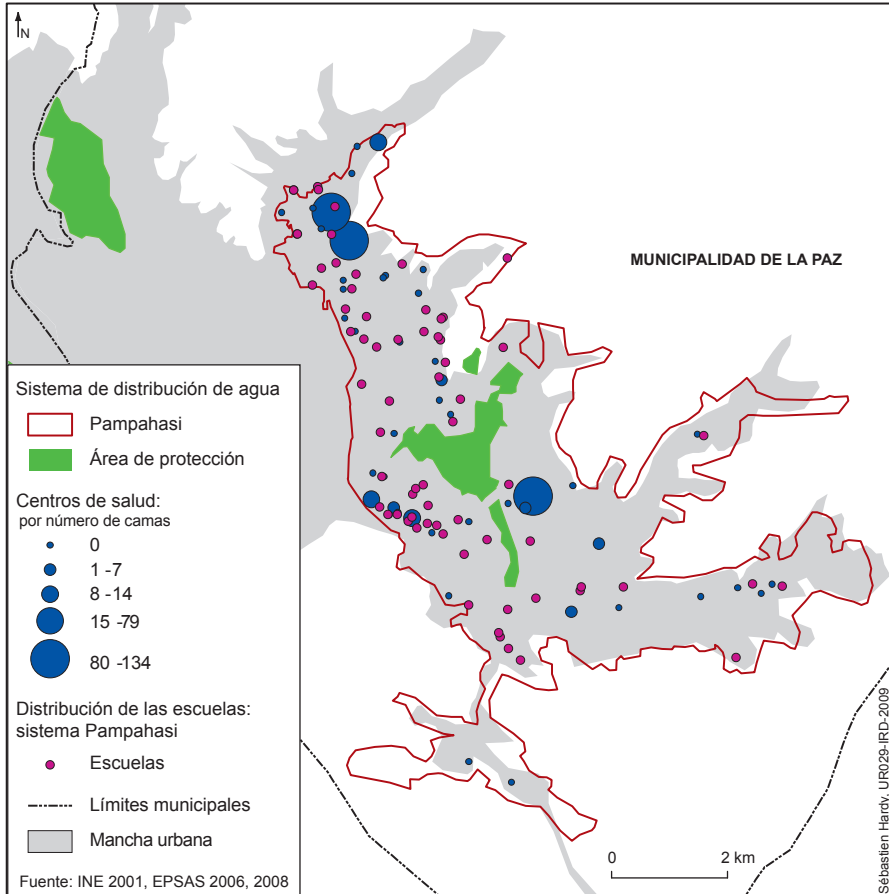 N
MUNICIPALIDAD DE LA PAZ
Sistema de distribución de agua
Pampahasi
Área de protección
Centros de salud:
por número de camas
0
1 -7
8 -14
15 -79
80 -134
Distribución de las escuelas:
sistema Pampahasi
Escuelas
Límites municipales
Mancha urbana
Fuente: INE 2001, EPSAS 2006, 2008
0 2 km
Sébastien Hardy, UR029-IRD-2009